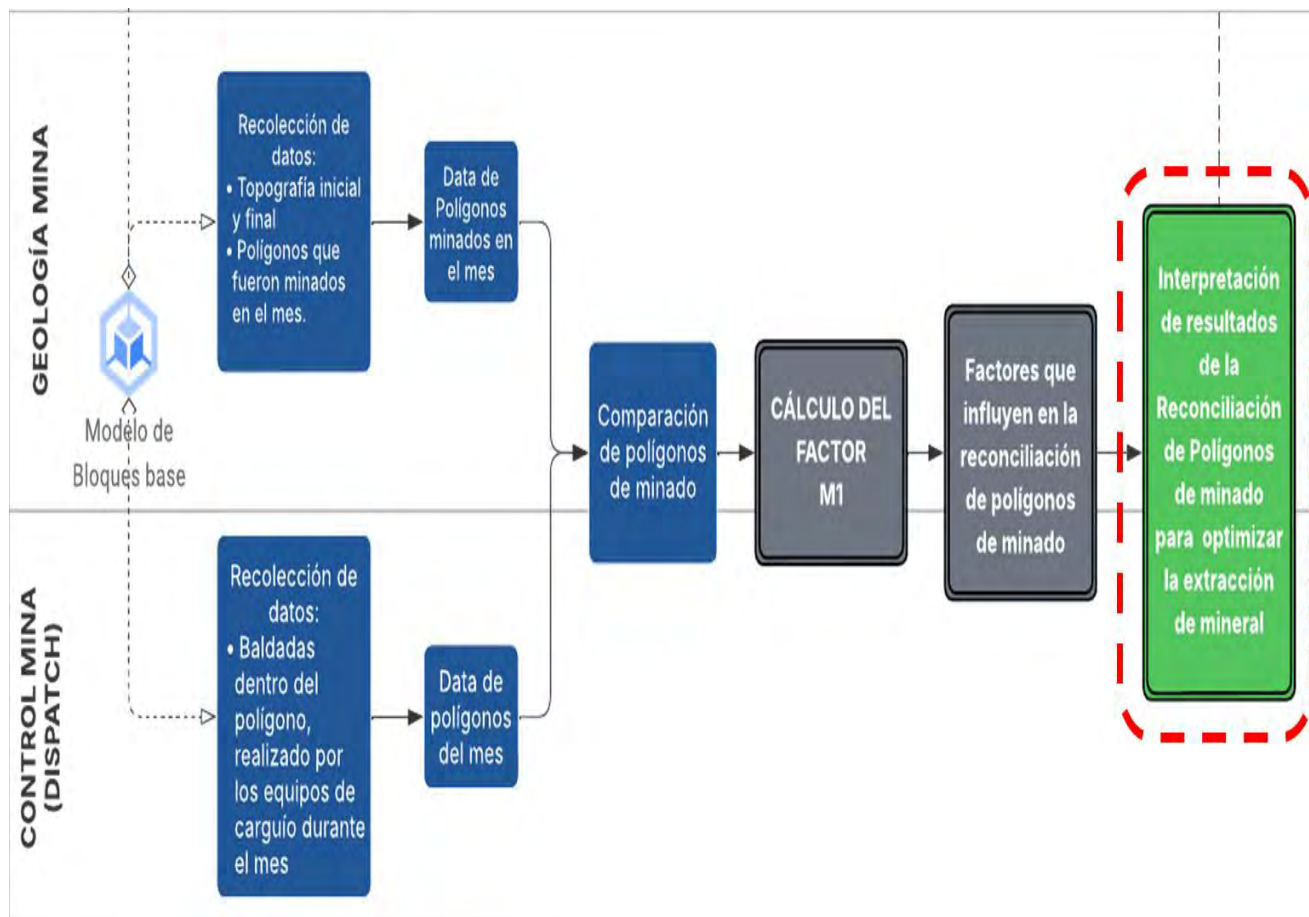 GEOLOGÍA MINA
Recolección de
datos:
• Topografía inicial
y final
• Polígonos que
fueron minados
en el mes.
Data de
Polígonos
minados en
el mes
Modelo de
Bloques base
Comparación
de polígonos
de minado
CÁLCULO DEL
FACTOR
M1
Factores que
influyen en la
reconciliación
de polígonos
de minado
Interpretación
de resultados
de la
Reconciliación
de Polígonos
de minado
para optimizar
la extracción
de mineral
CONTROL MINA
(DISPATCH)
Recolección de
datos:
• Baldadas
dentro del
polígono,
realizado por
los equipos de
carguío durante
el mes
Data de
polígonos
del mes